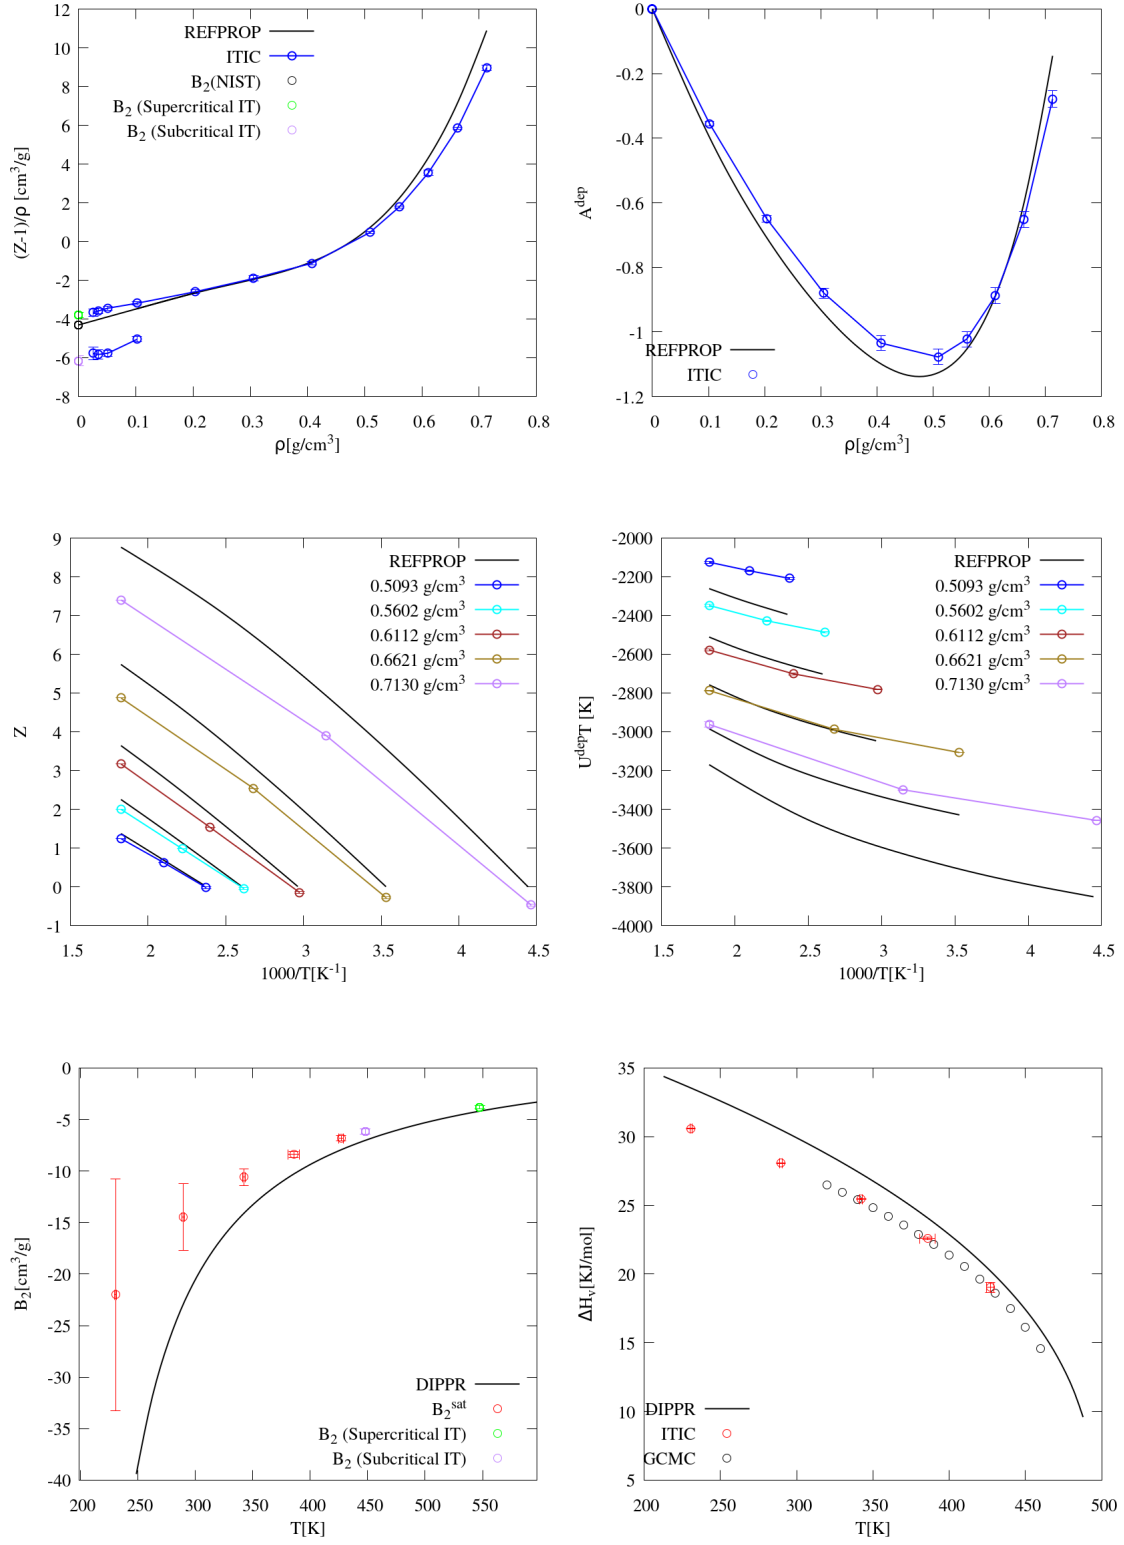 12
10
8
6
4
2
0
-2
-4
-6
-8
(Z-1)/ρ [cm³/g]
REFPROP
ITIC
B₂(NIST)
B₂ (Supercritical IT)
B₂ (Subcritical IT)
0 0.1 0.2 0.3 0.4 0.5 0.6 0.7 0.8
ρ[g/cm³]
0
-0.2
-0.4
-0.6
-0.8
-1
-1.2
A^dep
REFPROP
ITIC
0 0.1 0.2 0.3 0.4 0.5 0.6 0.7 0.8
ρ[g/cm³]
9
8
7
6
5
4
3
2
1
0
-1
Z
REFPROP
0.5093 g/cm³
0.5602 g/cm³
0.6112 g/cm³
0.6621 g/cm³
0.7130 g/cm³
1.5 2 2.5 3 3.5 4 4.5
1000/T[K⁻¹]
-2000
-2200
-2400
-2600
-2800
-3000
-3200
-3400
-3600
-3800
-4000
U^depT [K]
REFPROP
0.5093 g/cm³
0.5602 g/cm³
0.6112 g/cm³
0.6621 g/cm³
0.7130 g/cm³
1.5 2 2.5 3 3.5 4 4.5
1000/T[K⁻¹]
0
-5
-10
-15
-20
-25
-30
-35
-40
B₂[cm³/g]
DIPPR
B₂^sat
B₂ (Supercritical IT)
B₂ (Subcritical IT)
200 250 300 350 400 450 500 550
T[K]
35
30
25
20
15
10
5
ΔHᵥ[KJ/mol]
DIPPR
ITIC
GCMC
200 250 300 350 400 450 500
T[K]